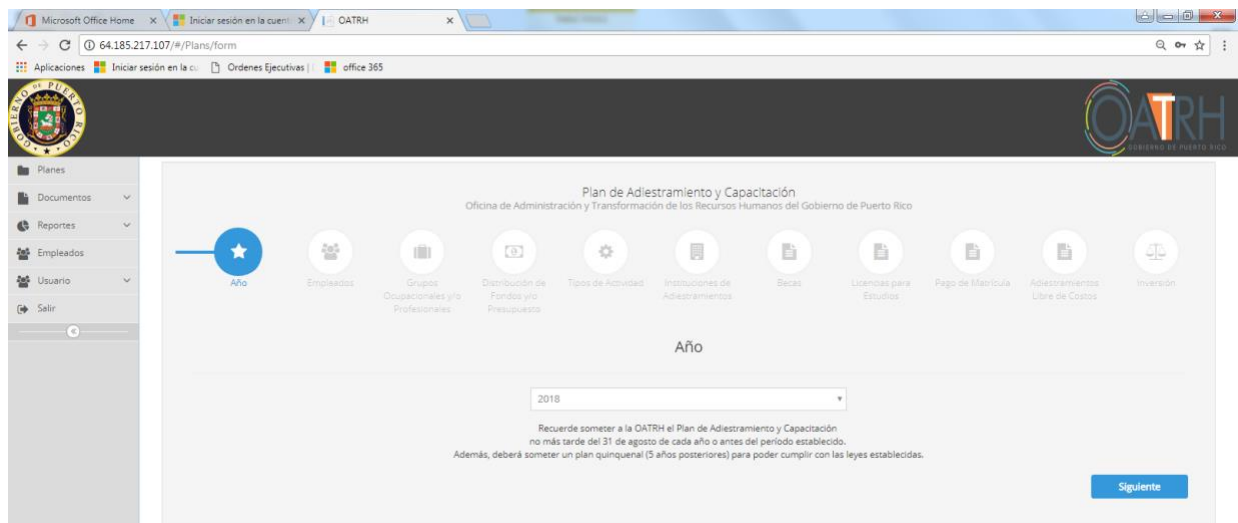 Microsoft Office Home
Iniciar sesión en la cuent
OATRH
64.185.217.107/#/Plans/form
Aplicaciones
Iniciar sesión en la cu
Ordenes Ejecutivas |
office 365
GOBIERNO DE PUERTO RICO
OATRH
GOBIERNO DE PUERTO RICO
Planes
Documentos
Reportes
Empleados
Usuario
Salir
Plan de Adiestramiento y Capacitación
Oficina de Administración y Transformación de los Recursos Humanos del Gobierno de Puerto Rico
Año
Empleados
Grupos
Ocupacionales y/o
Profesionales
Distribución de
Fondos y/o
Presupuesto
Tipos de Actividad
Instituciones de
Adiestramientos
Becas
Licencias para
Estudios
Pago de Matrícula
Adiestramientos
Libre de Costos
Inversión
Año
2018
Recuerde someter a la OATRH el Plan de Adiestramiento y Capacitación
no más tarde del 31 de agosto de cada año o antes del período establecido.
Además, deberá someter un plan quinquenal (5 años posteriores) para poder cumplir con las leyes establecidas.
Siguiente